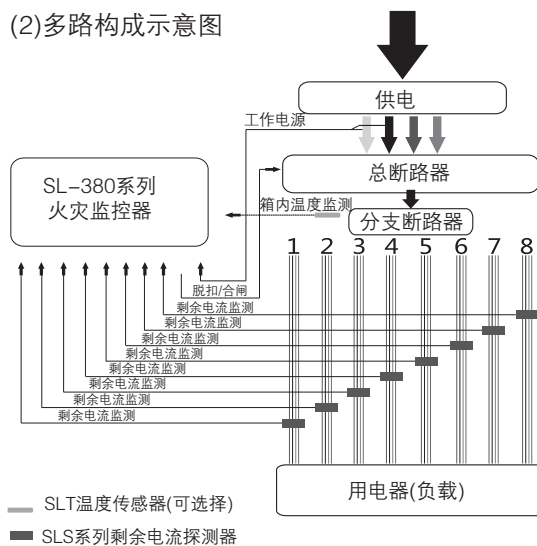 (2)多路构成示意图
供电
工作电源
总断路器
SL-380系列
火灾监控器
箱内温度监测
分支断路器
1 2 3 4 5 6 7 8
脱扣/合闸
剩余电流监测
剩余电流监测
剩余电流监测
剩余电流监测
剩余电流监测
剩余电流监测
剩余电流监测
剩余电流监测
用电器(负载)
SLT温度传感器(可选择)
SLS系列剩余电流探测器